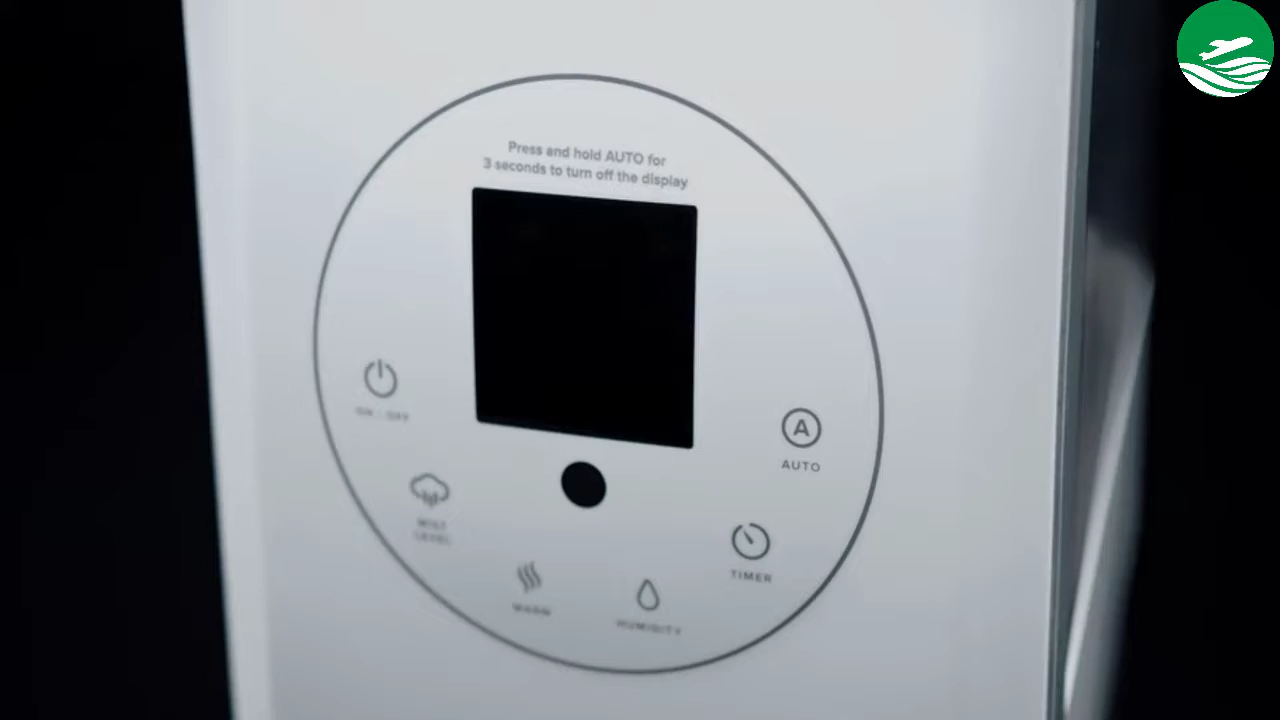 Press and hold AUTO for
3 seconds to turn off the display
ON - OFF
A
AUTO
MIST
LEVEL
TIMER
WARM
HUMIDITY